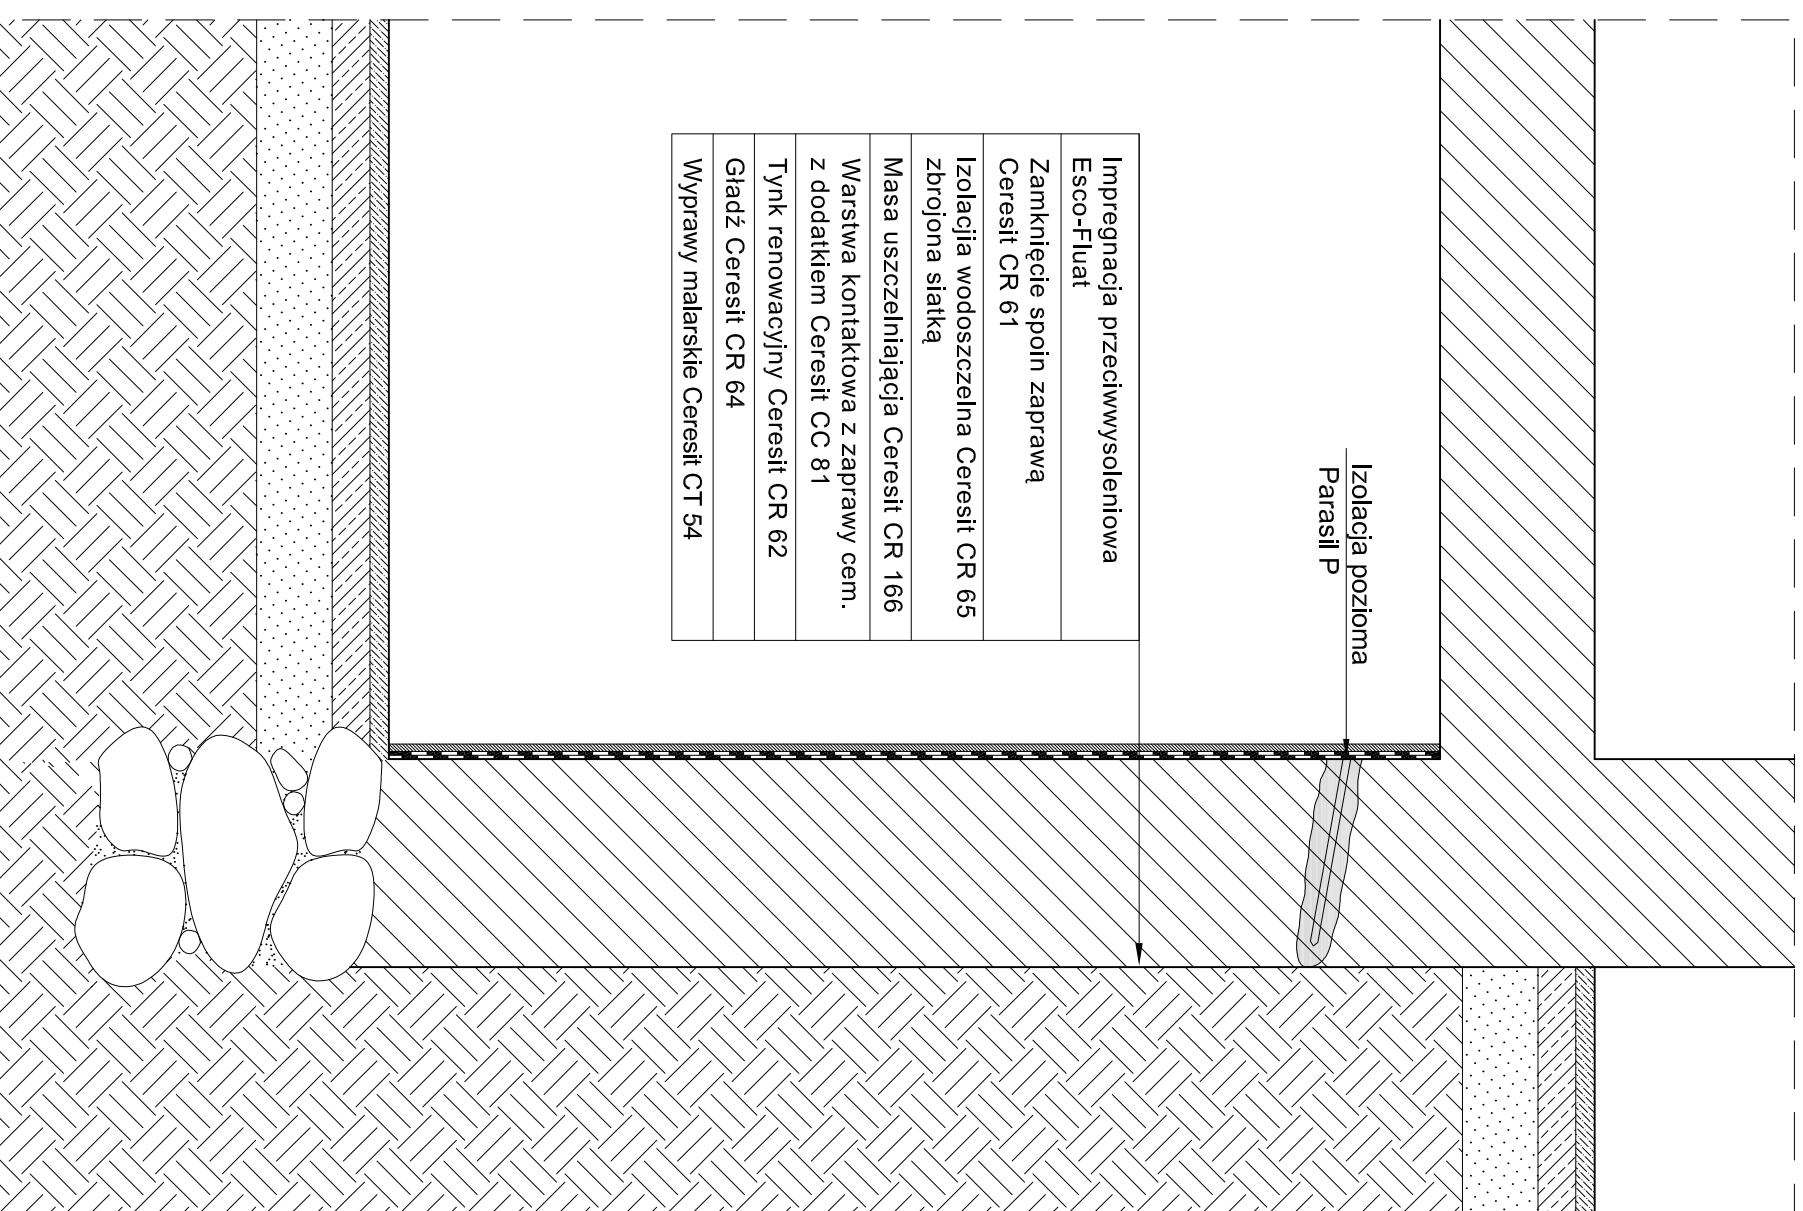 Izolacja pozioma
Parasil P
Impregnacja przeciwwysoleniowa
Esco-Fluat
Zamknięcie spoin zaprawą
Ceresit CR 61
Izolacjia wodoszczelna Ceresit CR 65
zbrojona siatką
Masa uszczelniająca Ceresit CR 166
Warstwa kontaktowa z zaprawy cem.
z dodatkiem Ceresit CC 81
Tynk renowacyjny Ceresit CR 62
Gładź Ceresit CR 64
Wyprawy malarskie Ceresit CT 54